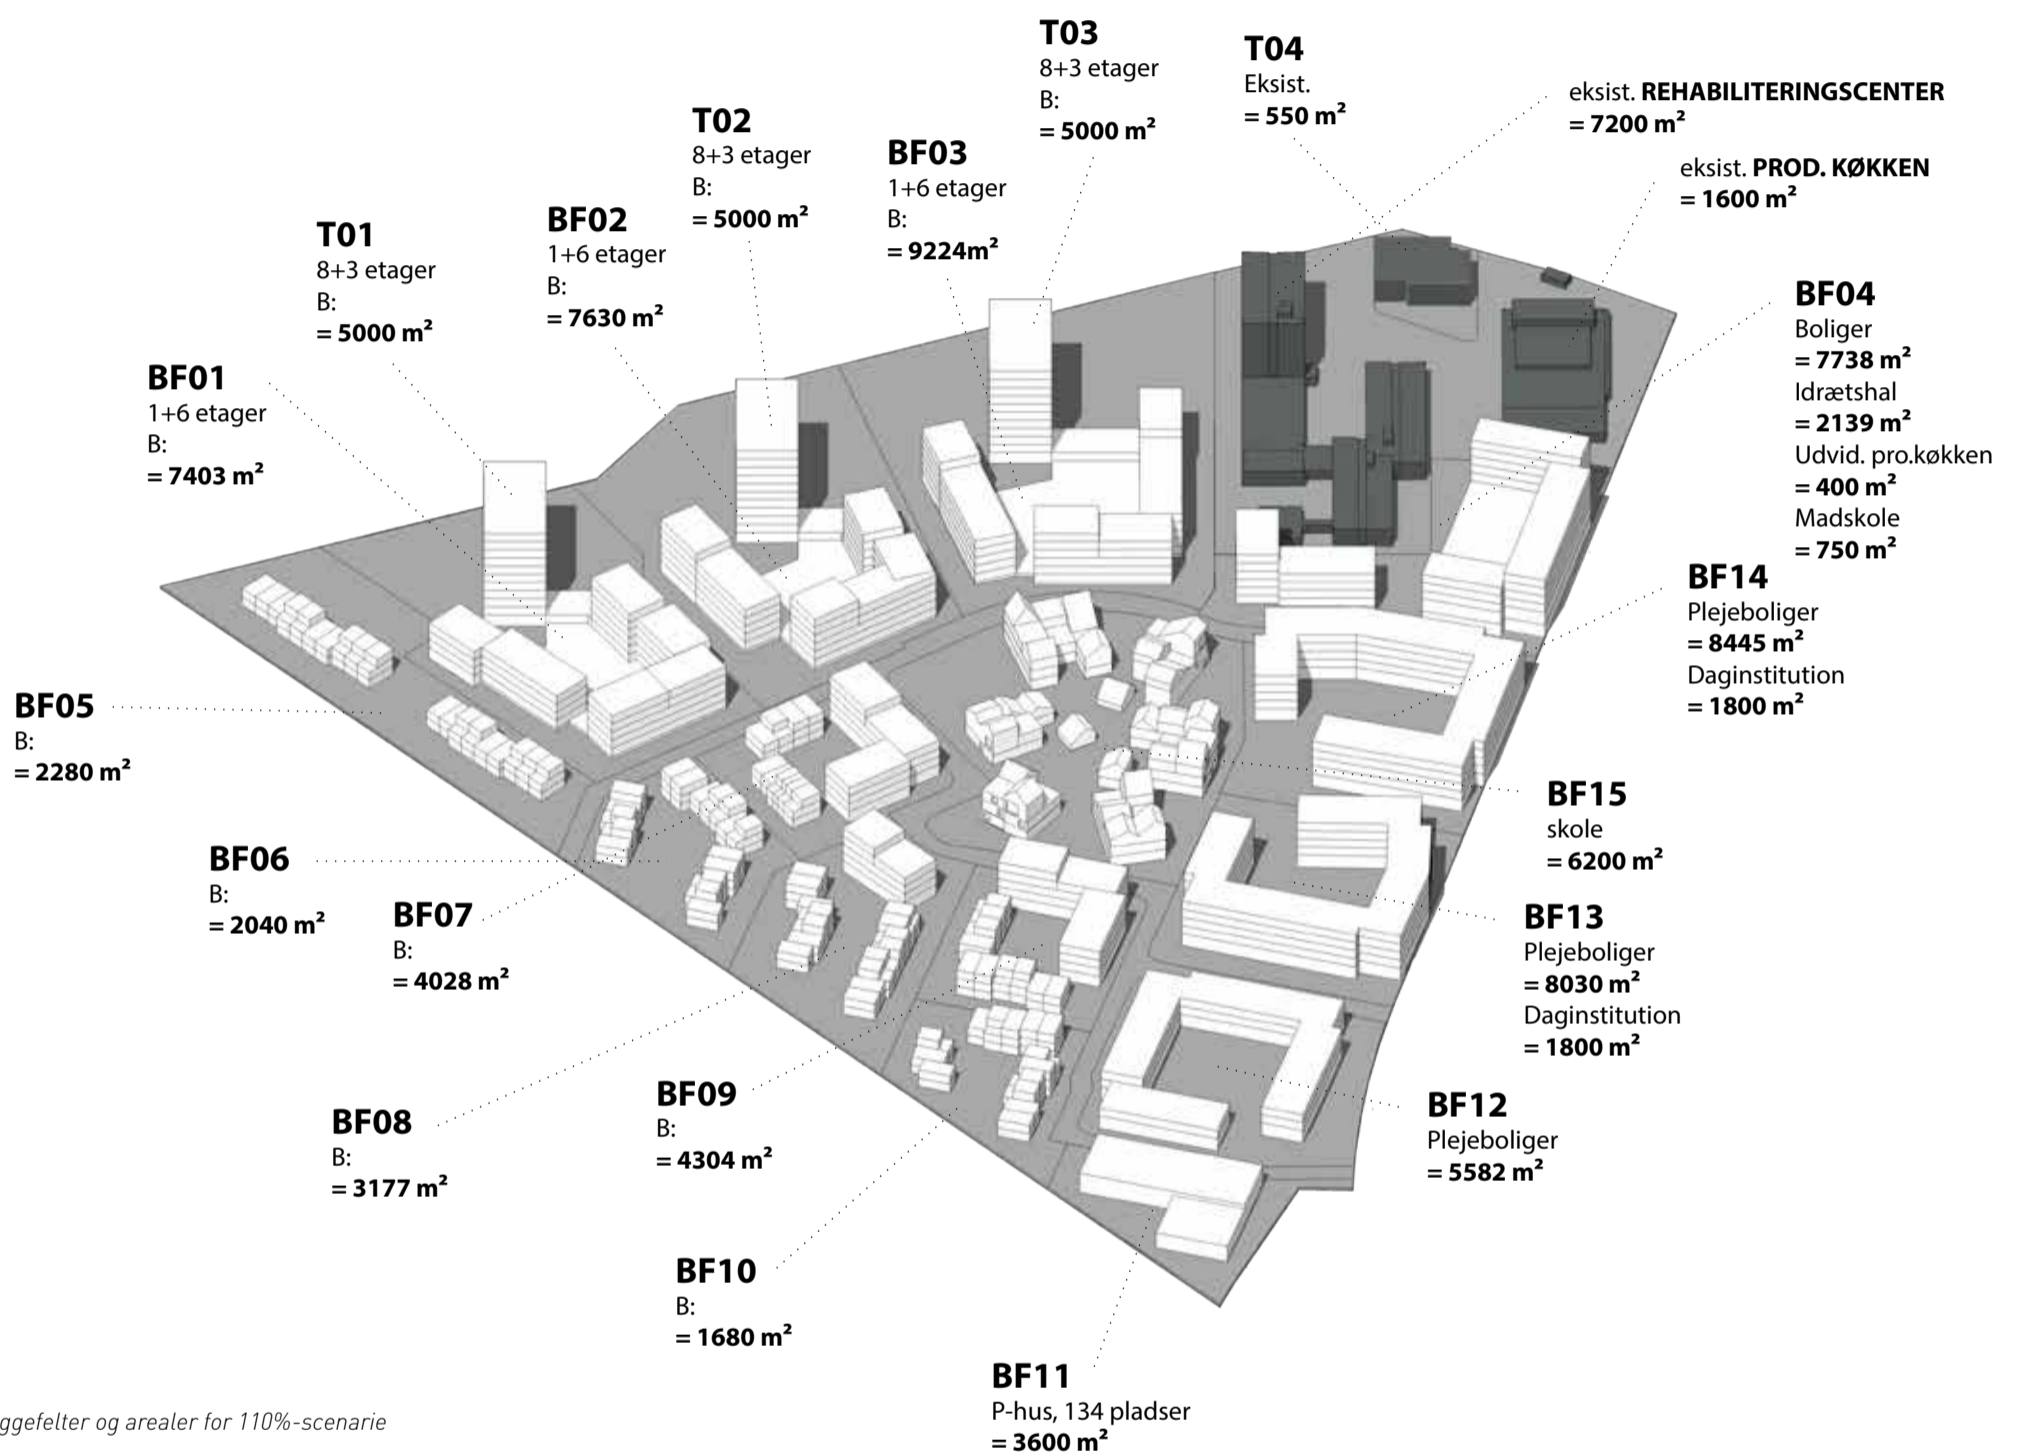 T03
8+3 etager
B:
= 5000 m²
T04
Eksist.
= 550 m²
eksist. REHABILITERINGSCENTER
= 7200 m²
T02
8+3 etager
B:
= 5000 m²
BF03
1+6 etager
B:
= 9224m²
eksist. PROD. KØKKEN
= 1600 m²
T01
8+3 etager
B:
= 5000 m²
BF02
1+6 etager
B:
= 7630 m²
BF04
Boliger
= 7738 m²
Idrætshal
= 2139 m²
Udvid. pro.køkken
= 400 m²
Madskole
= 750 m²
BF01
1+6 etager
B:
= 7403 m²
BF14
Plejeboliger
= 8445 m²
Daginstitution
= 1800 m²
BF05
B:
= 2280 m²
BF15
skole
= 6200 m²
BF06
B:
= 2040 m²
BF07
B:
= 4028 m²
BF13
Plejeboliger
= 8030 m²
Daginstitution
= 1800 m²
BF08
B:
= 3177 m²
BF09
B:
= 4304 m²
BF12
Plejeboliger
= 5582 m²
BF10
B:
= 1680 m²
BF11
P-hus, 134 pladser
= 3600 m²
ggefelter og arealer for 110%-scenarie